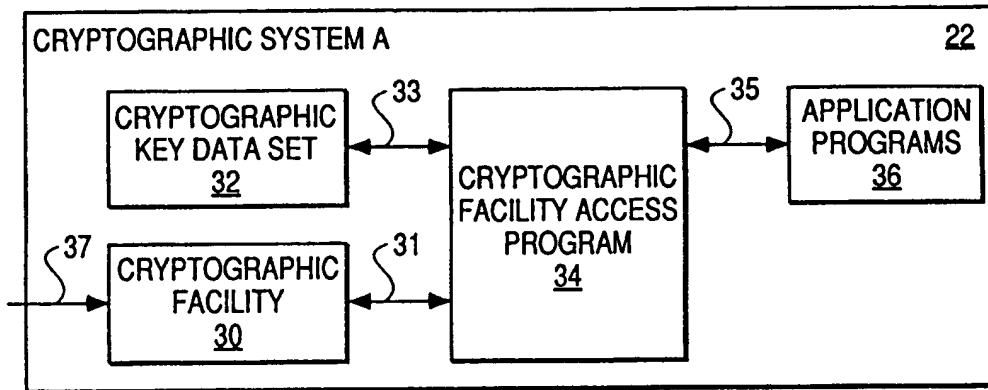 CRYPTOGRAPHIC SYSTEM A
22
CRYPTOGRAPHIC
KEY DATA SET
32
33
CRYPTOGRAPHIC
FACILITY ACCESS
PROGRAM
34
35
APPLICATION
PROGRAMS
36
37
CRYPTOGRAPHIC
FACILITY
30
31